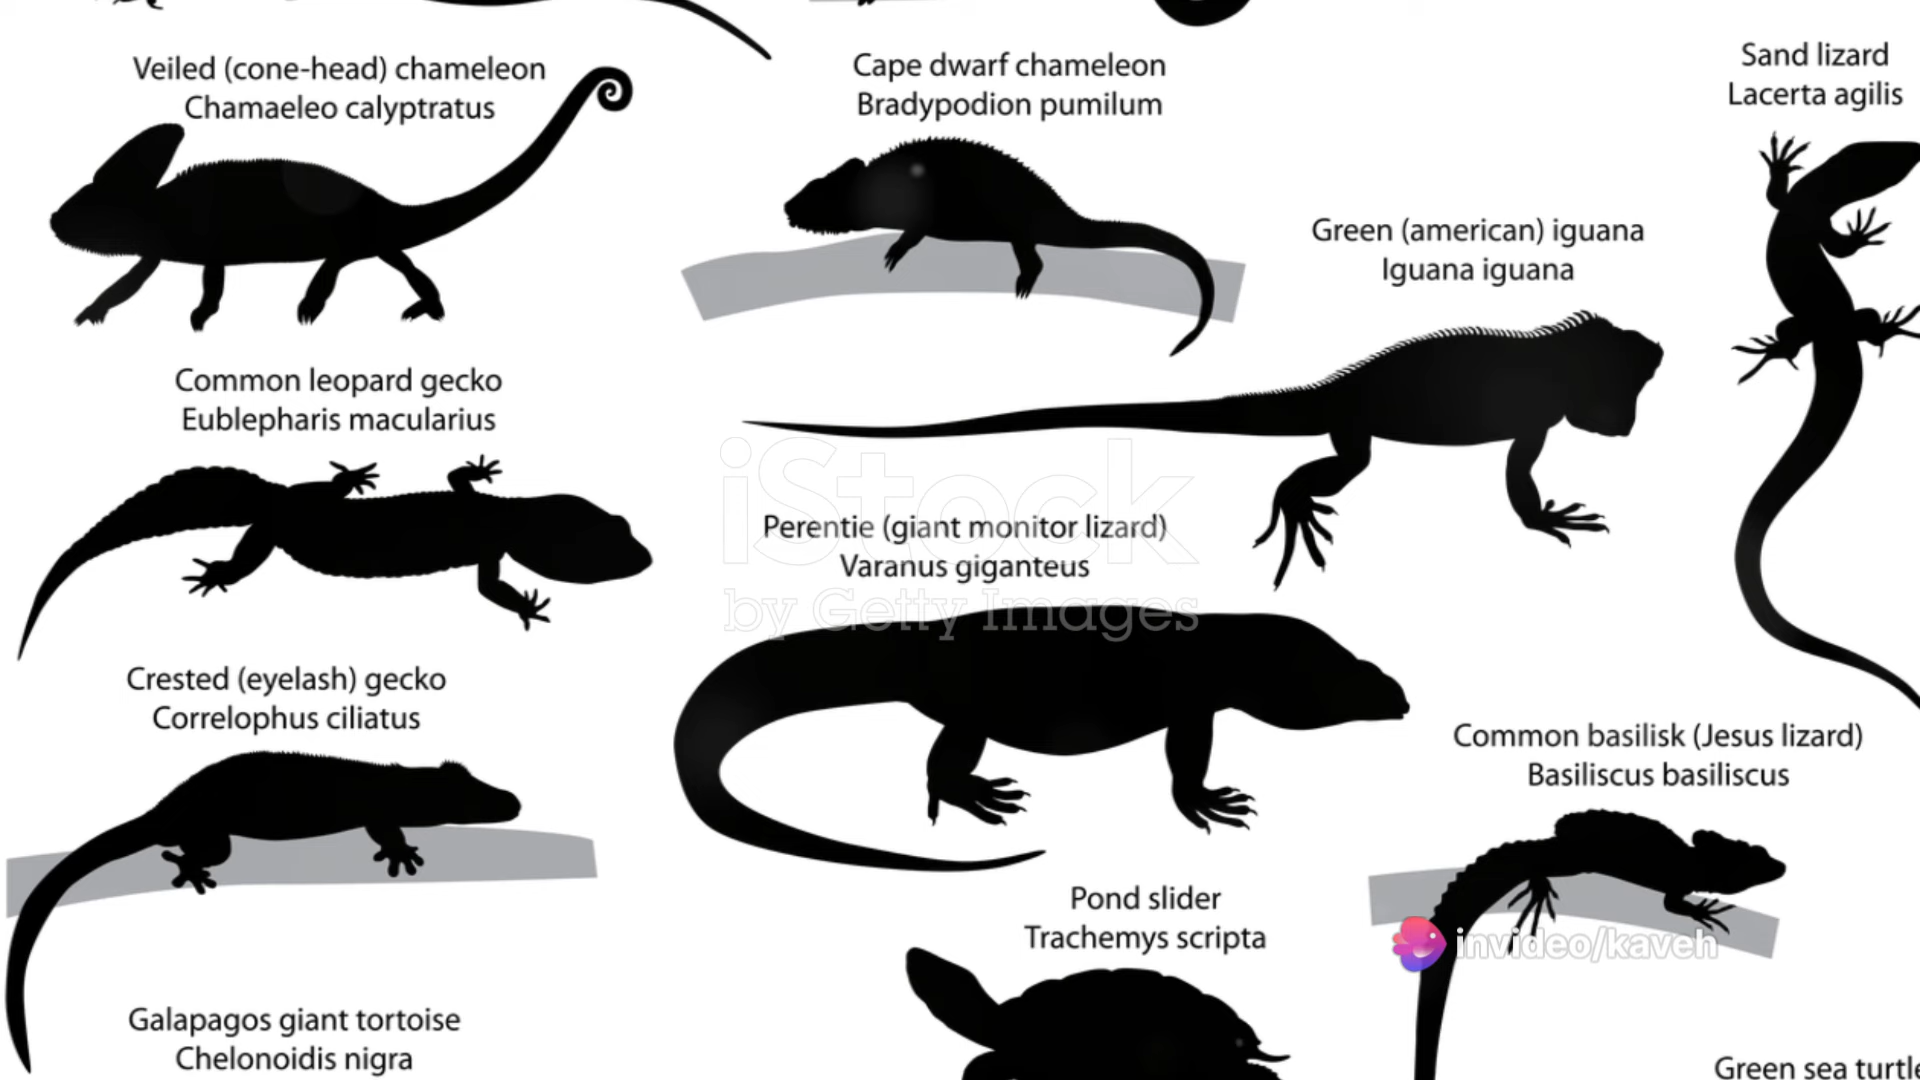 Veiled (cone-head) chameleon
Chamaeleo calyptratus
Cape dwarf chameleon
Bradypodion pumilum
Sand lizard
Lacerta agilis
Green (american) iguana
Iguana iguana
Common leopard gecko
Eublepharis macularius
iStock
by Getty Images
Perentie (giant monitor lizard)
Varanus giganteus
Crested (eyelash) gecko
Correlophus ciliatus
Common basilisk (Jesus lizard)
Basiliscus basiliscus
Pond slider
Trachemys scripta
invideo/kaveh
Galapagos giant tortoise
Chelonoidis nigra
Green sea turtle